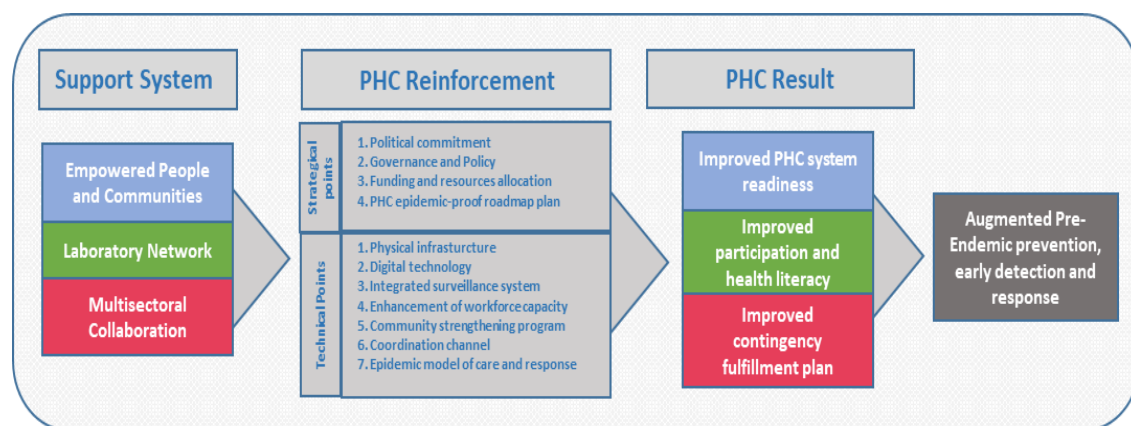 Support System
PHC Reinforcement
PHC Result
Empowered People
and Communities
Laboratory Network
Multisectoral
Collaboration
Strategical
points
1. Political commitment
2. Governance and Policy
3. Funding and resources allocation
4. PHC epidemic-proof roadmap plan
Technical Points
1. Physical infrasturcture
2. Digital technology
3. Integrated surveillance system
4. Enhancement of workforce capacity
5. Community strengthening program
6. Coordination channel
7. Epidemic model of care and response
Improved PHC system
readiness
Improved
participation and
health literacy
Improved
contingency
fulfillment plan
Augmented Pre-
Endemic prevention,
early detection and
response